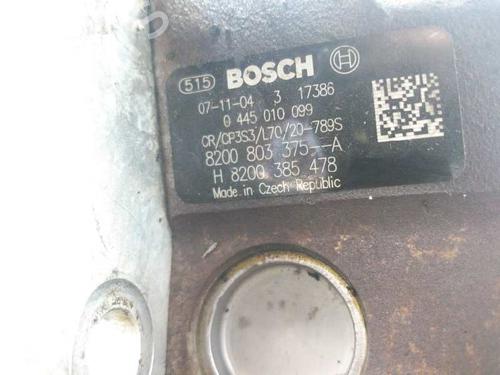 515 BOSCH
07-11-04 3 17386
0 445 010 099
CR/CP3S3/L70/20-789S
8200 803 375--A
H 8200 385 478
Made in Czech Republic